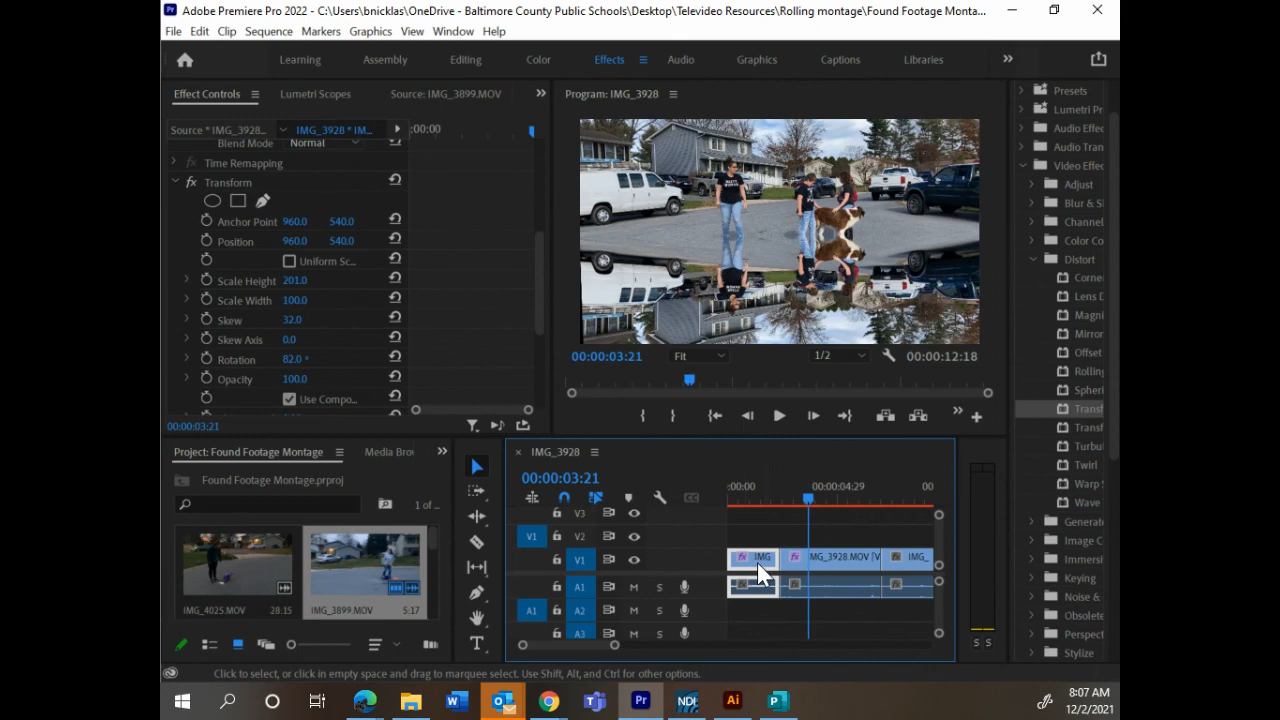 Adobe Premiere Pro 2022 - C:\Users\bnicklas\OneDrive - Baltimore County Public Schools\Desktop\Televideo Resources\Rolling montage\Found Footage Monta...
File Edit Clip Sequence Markers Graphics View Window Help
Learning Assembly Editing Color Effects Audio Graphics Captions Libraries
Effect Controls Lumetri Scopes Source: IMG_3899.MOV
Program: IMG_3928
Source * IMG_3928... IMG_3928 * IM... :00:00
Blend Mode Normal
Time Remapping
fx Transform
Anchor Point 960.0 540.0
Position 960.0 540.0
Uniform Sc...
Scale Height 201.0
Scale Width 100.0
Skew 32.0
Skew Axis 0.0
Rotation 82.0 °
Opacity 100.0
Use Compo...
00:00:03:21
00:00:03:21 Fit 1/2 00:00:12:18
Presets
Lumetri Pr
Audio Effec
Audio Tran
Video Effec
Adjust
Blur & S
Channel
Color Co
Distort
Corne
Lens D
Magni
Mirror
Offset
Rolling
Spheri
Transf
Transf
Turbul
Twirl
Warp S
Wave
Generat
Image C
Immers
Keying
Noise &
Obsolet
Perspect
Stylize
Project: Found Footage Montage Media Bro
Found Footage Montage.prproj
1 of...
IMG_4025.MOV 28:15
IMG_3899.MOV 5:17
IMG_3928
00:00:03:21
:00:00 00:00:04:29 00
V3
V1 V2
V1 fx IMG fx MG_3928.MOV [V fx IMG_
A1 M S
A1 A2 M S
A3 M S
S S
Click to select, or click in empty space and drag to marquee select. Use Shift, Alt, and Ctrl for other options.
8:07 AM
12/2/2021